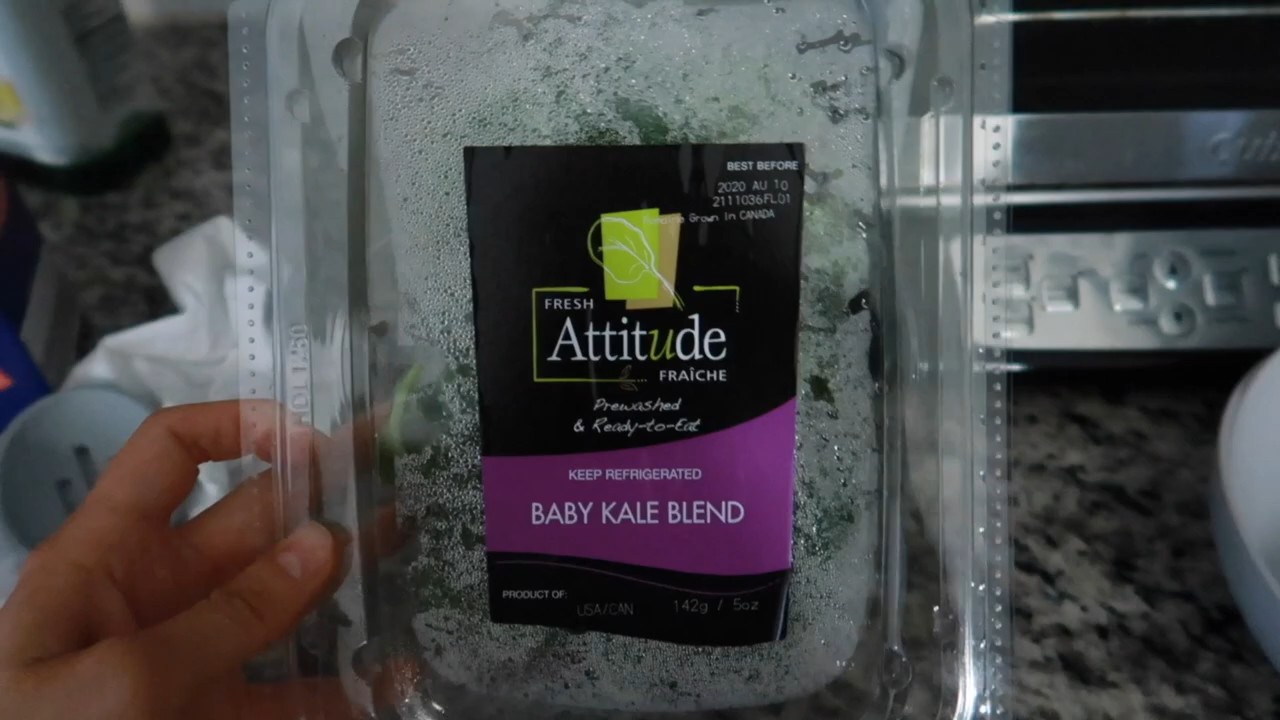 BEST BEFORE
2020 AU 10
2111036FL01
Grown in CANADA
FRESH
Attitude
FRAÎCHE
Prewashed
& Ready-to-Eat
KEEP REFRIGERATED
BABY KALE BLEND
PRODUCT OF:
USA/CAN
142g / 5oz